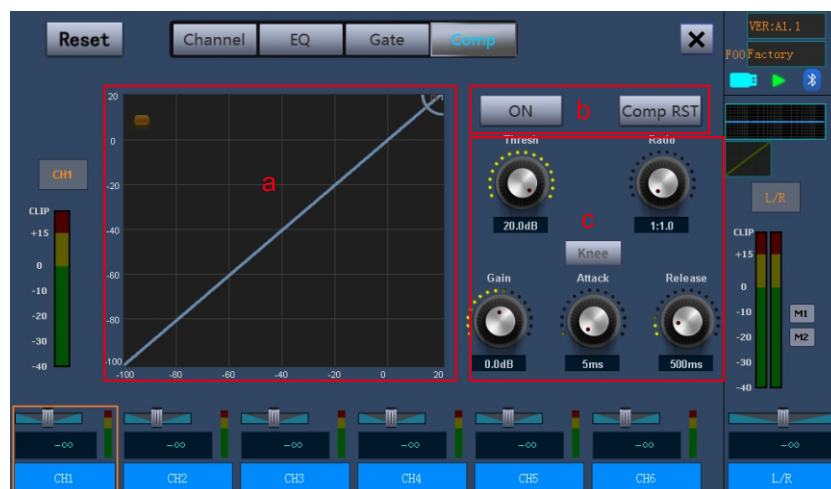 Reset
Channel
EQ
Gate
Comp
×
VER:A1.1
F00 Factory
20
0
-20
-40
-60
-80
-100
-100
-80
-60
-40
-20
0
20
a
ON
b
Comp RST
Thresh
Ratio
20.0dB
1:1.0
c
Knee
Gain
Attack
Release
0.0dB
5ms
500ms
CH1
CLIP
+15
0
-10
-20
-30
-40
L/R
CLIP
+15
0
-10
-20
-30
-40
M1
M2
-∞
-∞
-∞
-∞
-∞
-∞
-∞
CH1
CH2
CH3
CH4
CH5
CH6
L/R